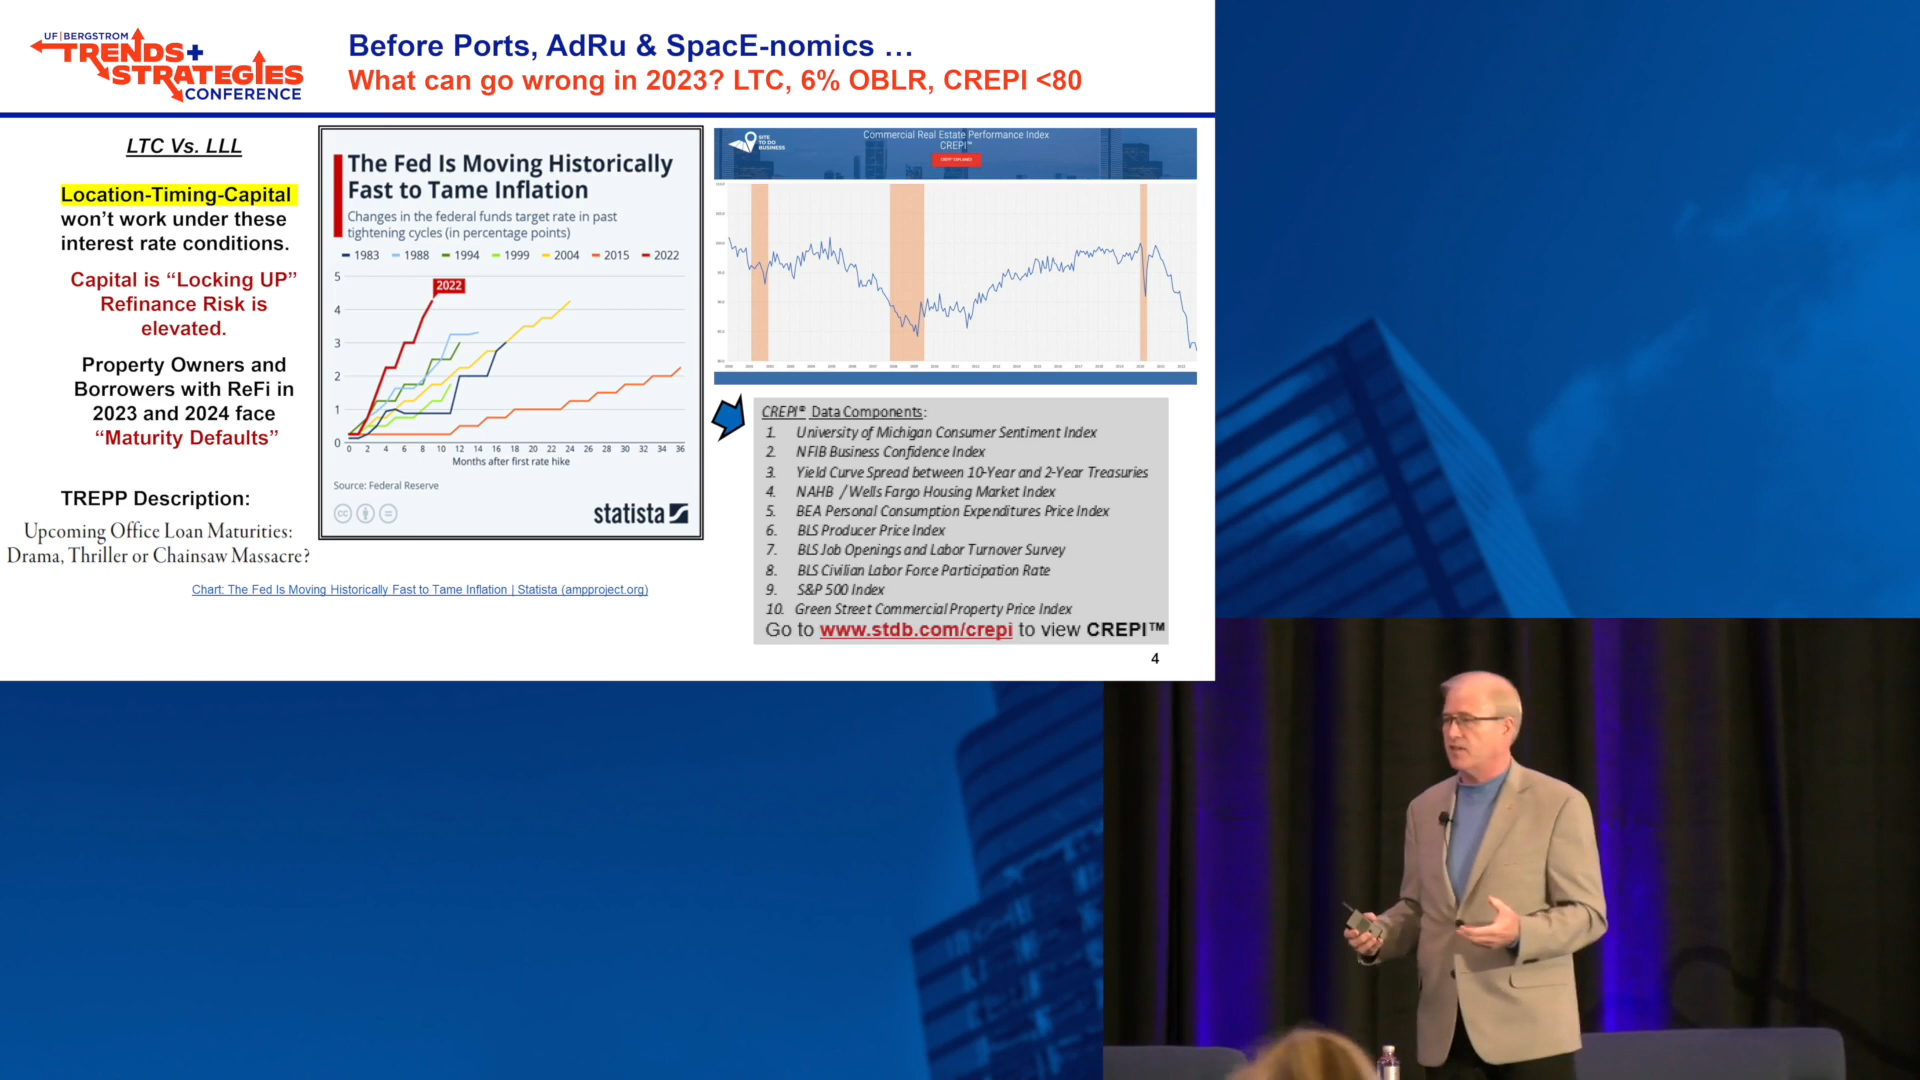 UF|BERGSTROM
TRENDS+
STRATEGIES
CONFERENCE
Before Ports, AdRu & SpacE-nomics …
What can go wrong in 2023? LTC, 6% OBLR, CREPI <80
LTC Vs. LLL
Location-Timing-Capital
won’t work under these
interest rate conditions.
Capital is “Locking UP”
Refinance Risk is
elevated.
Property Owners and
Borrowers with ReFi in
2023 and 2024 face
“Maturity Defaults”
TREPP Description:
Upcoming Office Loan Maturities:
Drama, Thriller or Chainsaw Massacre?
The Fed Is Moving Historically
Fast to Tame Inflation
Changes in the federal funds target rate in past
tightening cycles (in percentage points)
1983 1988 1994 1999 2004 2015 2022
2022
5
4
3
2
1
0
0 2 4 6 8 10 12 14 16 18 20 22 24 26 28 30 32 34 36
Months after first rate hike
Source: Federal Reserve
statista
Chart: The Fed Is Moving Historically Fast to Tame Inflation | Statista (ampproject.org)
SITE
TO DO
BUSINESS
Commercial Real Estate Performance Index
CREPI™
CREPI® Data Components:
1. University of Michigan Consumer Sentiment Index
2. NFIB Business Confidence Index
3. Yield Curve Spread between 10-Year and 2-Year Treasuries
4. NAHB / Wells Fargo Housing Market Index
5. BEA Personal Consumption Expenditures Price Index
6. BLS Producer Price Index
7. BLS Job Openings and Labor Turnover Survey
8. BLS Civilian Labor Force Participation Rate
9. S&P 500 Index
10. Green Street Commercial Property Price Index
Go to www.stdb.com/crepi to view CREPI™
4